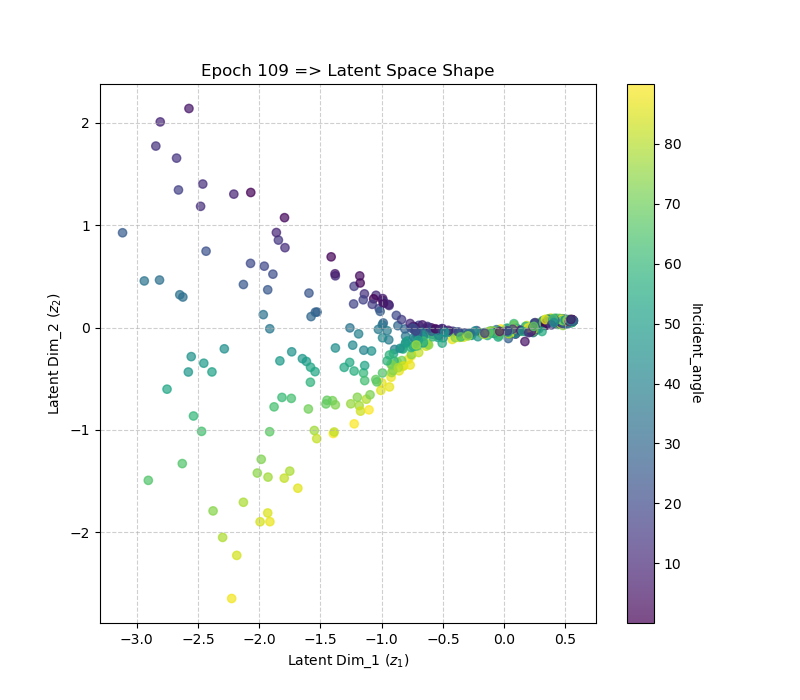 Epoch 109 => Latent Space Shape
Latent Dim_2 (z₂)
2
1
0
−1
−2
−3.0 −2.5 −2.0 −1.5 −1.0 −0.5 0.0 0.5
Latent Dim_1 (z₁)
80
70
60
50
40
30
20
10
Incident_angle